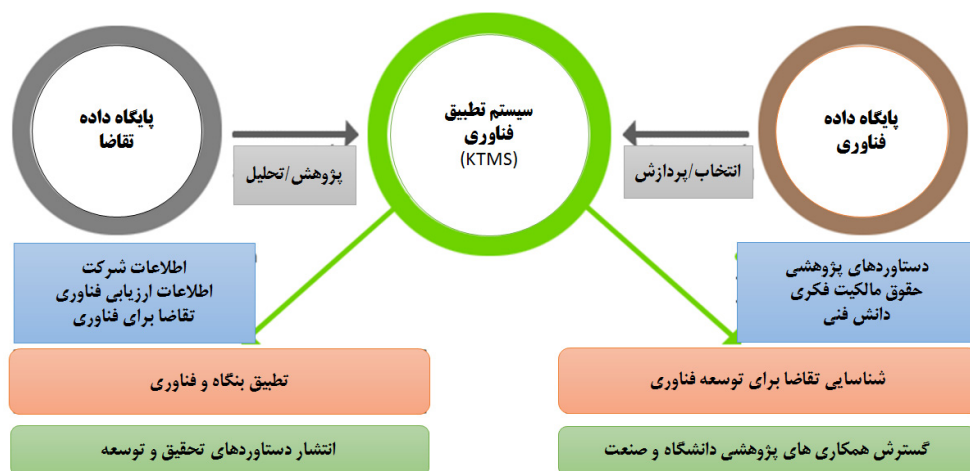 پایگاه داده
فناوری
سیستم تطبیق
فناوری
(KTMS)
پایگاه داده
تقاضا
انتخاب/پردازش
پژوهش/تحلیل
دستاوردهای پژوهشی
حقوق مالکیت فکری
دانش فنی
اطلاعات شرکت
اطلاعات ارزیابی فناوری
تقاضا برای فناوری
شناسایی تقاضا برای توسعه فناوری
تطبیق بنگاه و فناوری
گسترش همکاری های پژوهشی دانشگاه و صنعت
انتشار دستاوردهای تحقیق و توسعه